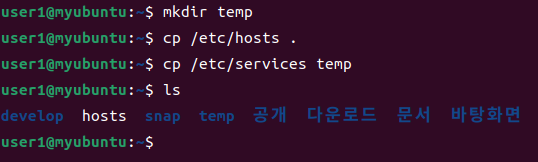 user1@myubuntu:~$ mkdir temp
user1@myubuntu:~$ cp /etc/hosts .
user1@myubuntu:~$ cp /etc/services temp
user1@myubuntu:~$ ls
develop hosts snap temp 공개 다운로드 문서 바탕화면
user1@myubuntu:~$